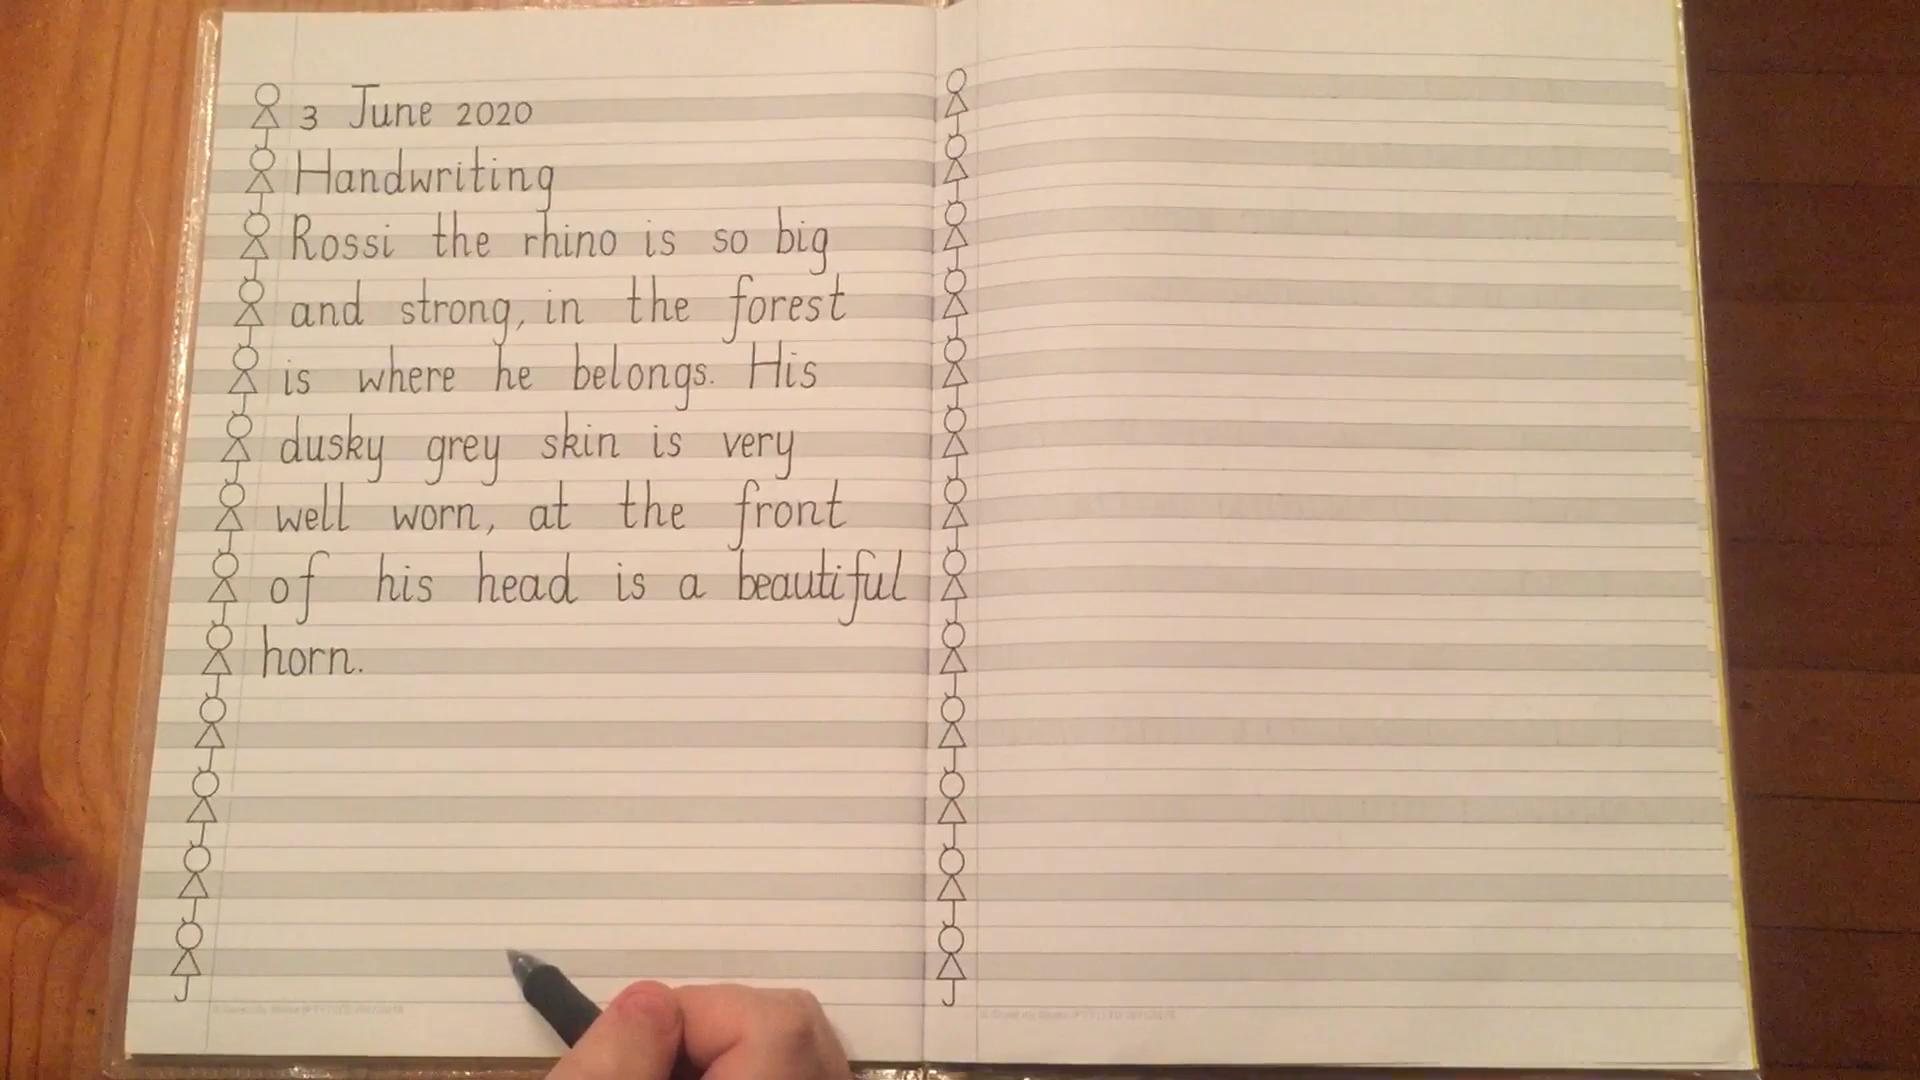 3 June 2020
Handwriting
Rossi the rhino is so big
and strong, in the forest
is where he belongs. His
dusky grey skin is very
well worn, at the front
of his head is a beautiful
horn.